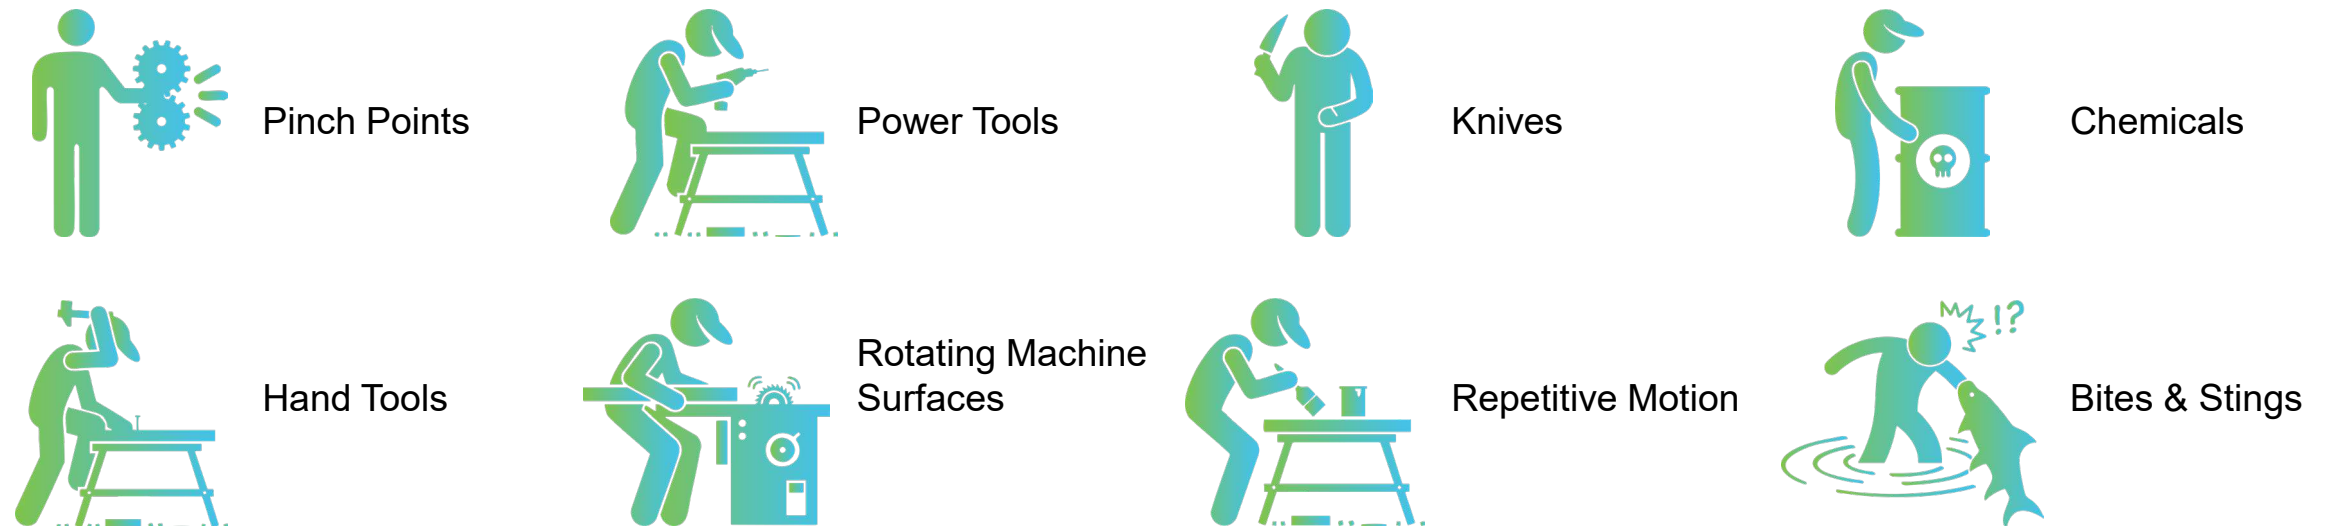 Pinch Points
Power Tools
Knives
Chemicals
Hand Tools
Rotating Machine
Surfaces
Repetitive Motion
!?
Bites & Stings